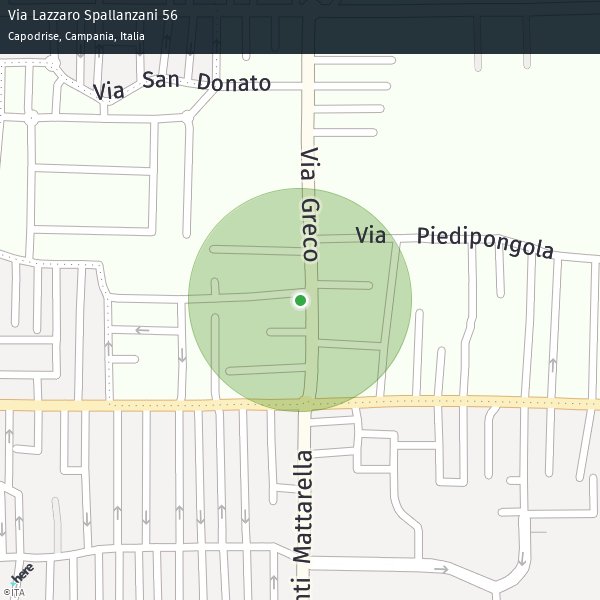 Via Lazzaro Spallanzani 56
Capodrise, Campania, Italia
Via San Donato
Via Greco
Via Piedipongola
nti Mattarella
here
©ITA